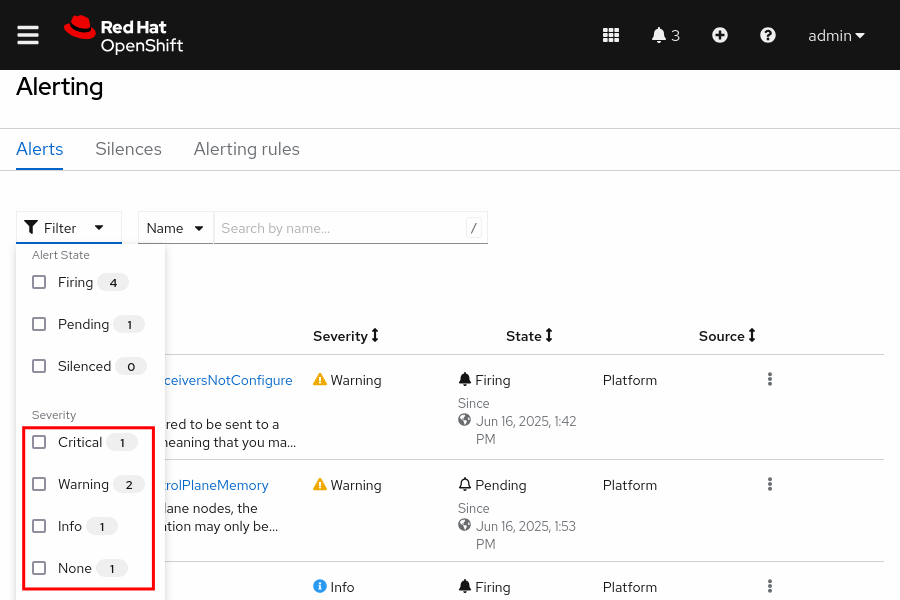 Red Hat
OpenShift
3
admin
Alerting
Alerts Silences Alerting rules
Filter Name Search by name... /
Alert State
Firing 4
Pending 1
Silenced 0
Severity
Critical 1
Warning 2
Info 1
None 1
Severity State Source
ceiversNotConfigure Warning Firing Platform
Since
red to be sent to a Jun 16, 2025, 1:42
meaning that you ma... PM
rolPlaneMemory Warning Pending Platform
lane nodes, the Since
ation may only be... Jun 16, 2025, 1:53
PM
Info Firing Platform